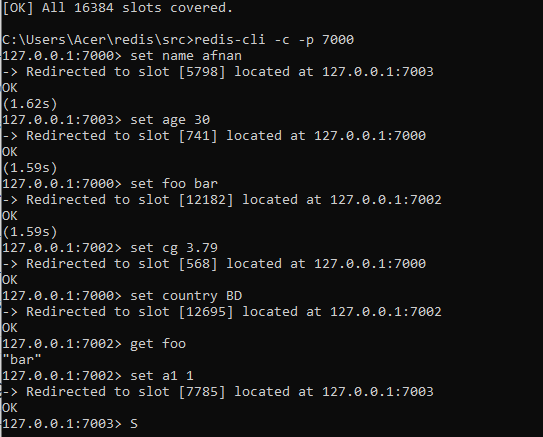 [OK] All 16384 slots covered.
C:\Users\Acer\redis\src>redis-cli -c -p 7000
127.0.0.1:7000> set name afnan
-> Redirected to slot [5798] located at 127.0.0.1:7003
OK
(1.62s)
127.0.0.1:7003> set age 30
-> Redirected to slot [741] located at 127.0.0.1:7000
OK
(1.59s)
127.0.0.1:7000> set foo bar
-> Redirected to slot [12182] located at 127.0.0.1:7002
OK
(1.59s)
127.0.0.1:7002> set cg 3.79
-> Redirected to slot [568] located at 127.0.0.1:7000
OK
127.0.0.1:7000> set country BD
-> Redirected to slot [12695] located at 127.0.0.1:7002
OK
127.0.0.1:7002> get foo
"bar"
127.0.0.1:7002> set a1 1
-> Redirected to slot [7785] located at 127.0.0.1:7003
OK
127.0.0.1:7003> S